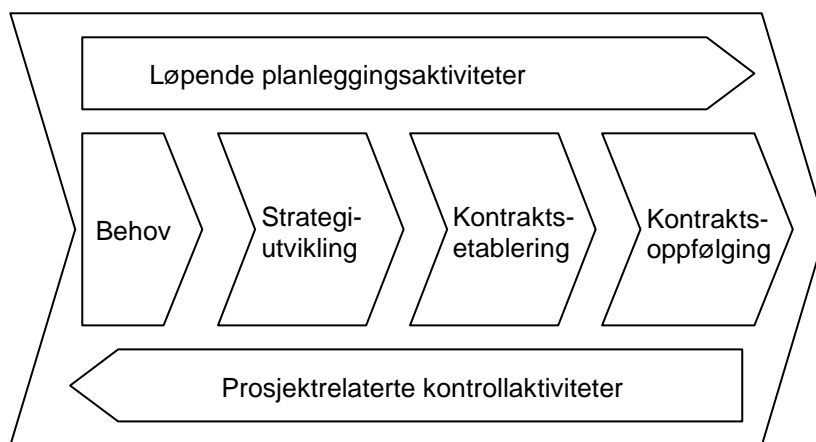 Løpende planleggingsaktiviteter
Behov
Strategi-
utvikling
Kontrakts-
etablering
Kontrakts-
oppfølging
Prosjektrelaterte kontrollaktiviteter